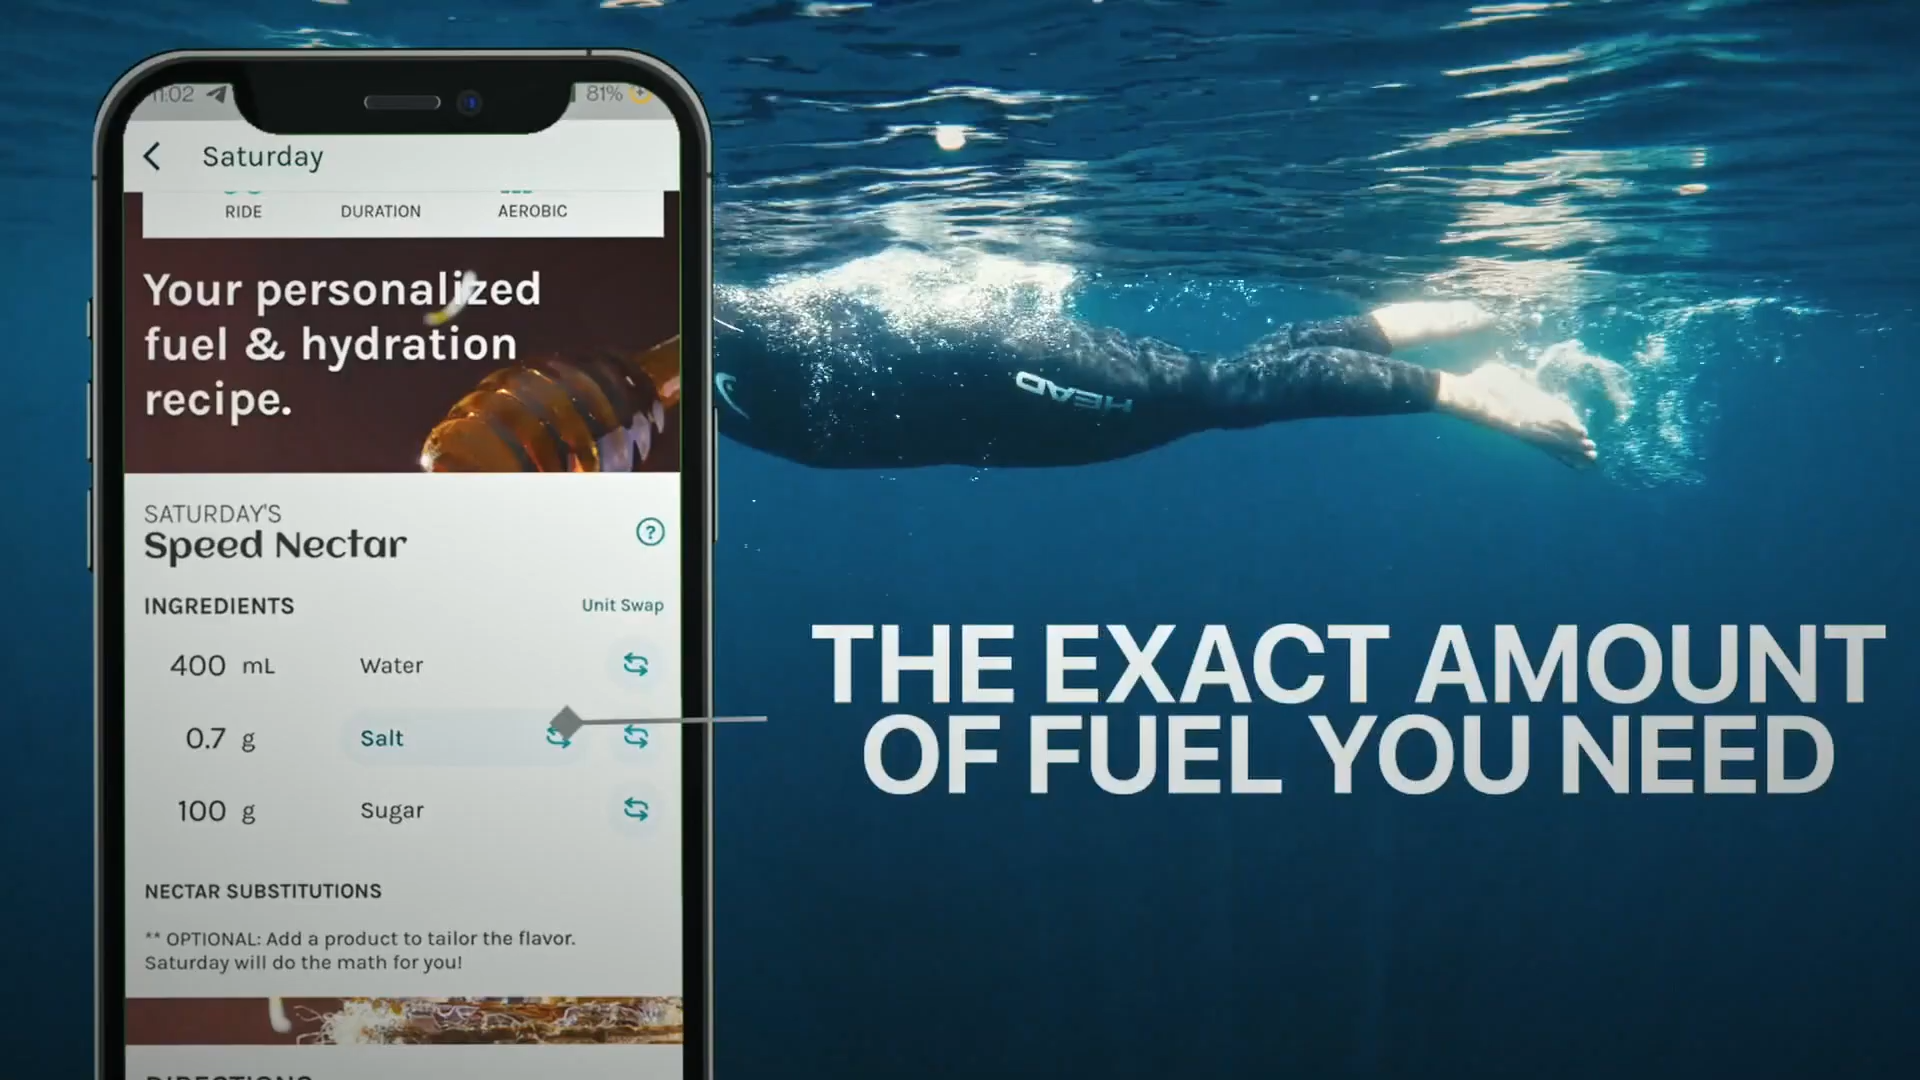 11:02
81%
Saturday
RIDE
DURATION
AEROBIC
Your personalized
fuel & hydration
recipe.
SATURDAY'S
Speed Nectar
?
INGREDIENTS
Unit Swap
400 mL Water
0.7 g Salt
100 g Sugar
NECTAR SUBSTITUTIONS
** OPTIONAL: Add a product to tailor the flavor.
Saturday will do the math for you!
DIRECTIONS
HEAD
THE EXACT AMOUNT
OF FUEL YOU NEED